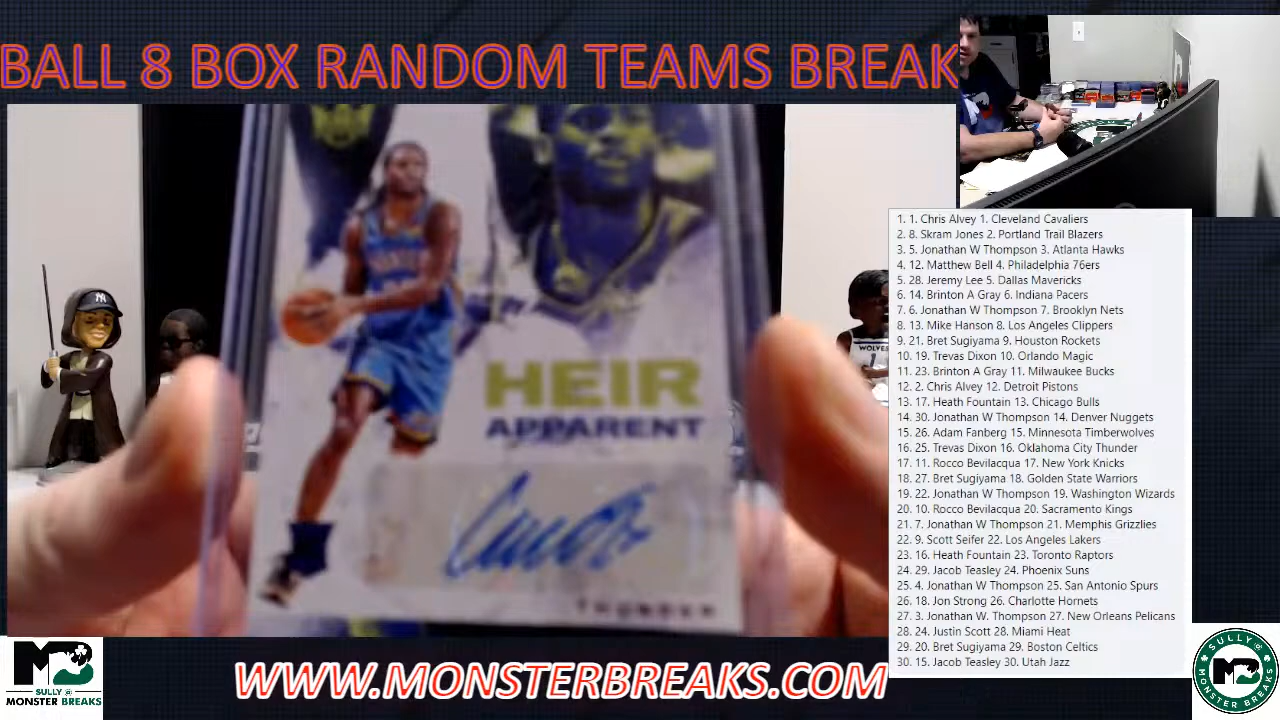 BALL 8 BOX RANDOM TEAMS BREAK
HEIR
APPARENT
THUNDER
WOLVES
1
1. 1. Chris Alvey 1. Cleveland Cavaliers
2. 8. Skram Jones 2. Portland Trail Blazers
3. 5. Jonathan W Thompson 3. Atlanta Hawks
4. 12. Matthew Bell 4. Philadelphia 76ers
5. 28. Jeremy Lee 5. Dallas Mavericks
6. 14. Brinton A Gray 6. Indiana Pacers
7. 6. Jonathan W Thompson 7. Brooklyn Nets
8. 13. Mike Hanson 8. Los Angeles Clippers
9. 21. Bret Sugiyama 9. Houston Rockets
10. 19. Trevas Dixon 10. Orlando Magic
11. 23. Brinton A Gray 11. Milwaukee Bucks
12. 2. Chris Alvey 12. Detroit Pistons
13. 17. Heath Fountain 13. Chicago Bulls
14. 30. Jonathan W Thompson 14. Denver Nuggets
15. 26. Adam Fanberg 15. Minnesota Timberwolves
16. 25. Trevas Dixon 16. Oklahoma City Thunder
17. 11. Rocco Bevilacqua 17. New York Knicks
18. 27. Bret Sugiyama 18. Golden State Warriors
19. 22. Jonathan W Thompson 19. Washington Wizards
20. 10. Rocco Bevilacqua 20. Sacramento Kings
21. 7. Jonathan W Thompson 21. Memphis Grizzlies
22. 9. Scott Seifer 22. Los Angeles Lakers
23. 16. Heath Fountain 23. Toronto Raptors
24. 29. Jacob Teasley 24. Phoenix Suns
25. 4. Jonathan W Thompson 25. San Antonio Spurs
26. 18. Jon Strong 26. Charlotte Hornets
27. 3. Jonathan W. Thompson 27. New Orleans Pelicans
28. 24. Justin Scott 28. Miami Heat
29. 20. Bret Sugiyama 29. Boston Celtics
30. 15. Jacob Teasley 30. Utah Jazz
SULLY @
MONSTER BREAKS
WWW.MONSTERBREAKS.COM
SULLY @
MONSTER BREAKS